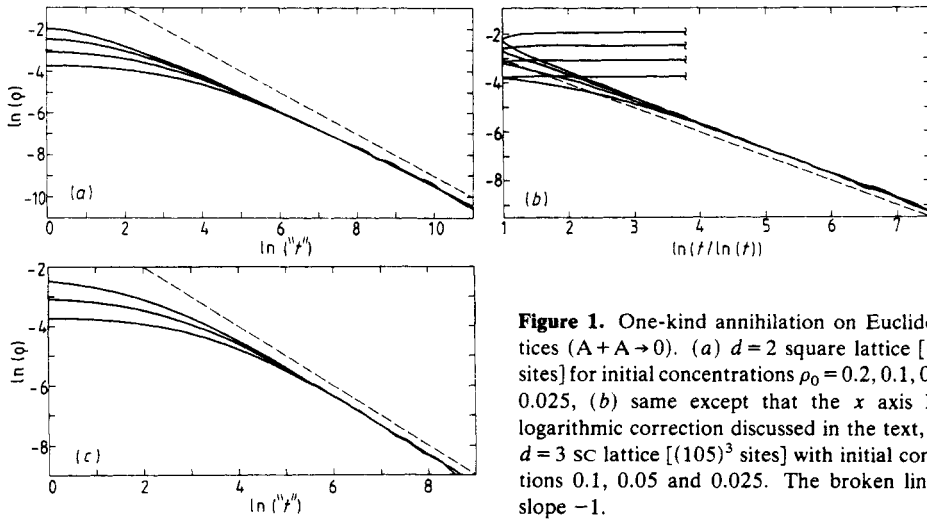 -2
-4
-6
-8
-10
ln(ρ)
(a)
0 2 4 6 8 10
ln("t")
-2
-4
-6
-8
(b)
1 2 3 4 5 6 7
ln(t/ln(t))
-2
-4
-6
-8
ln(ρ)
(c)
0 2 4 6 8
ln("t")
Figure 1. One-kind annihilation on Euclide
tices (A+A→0). (a) d=2 square lattice [
sites] for initial concentrations ρ₀=0.2, 0.1, 0.
0.025, (b) same except that the x axis
logarithmic correction discussed in the text,
d=3 SC lattice [(105)³ sites] with initial con
tions 0.1, 0.05 and 0.025. The broken lin
slope −1.